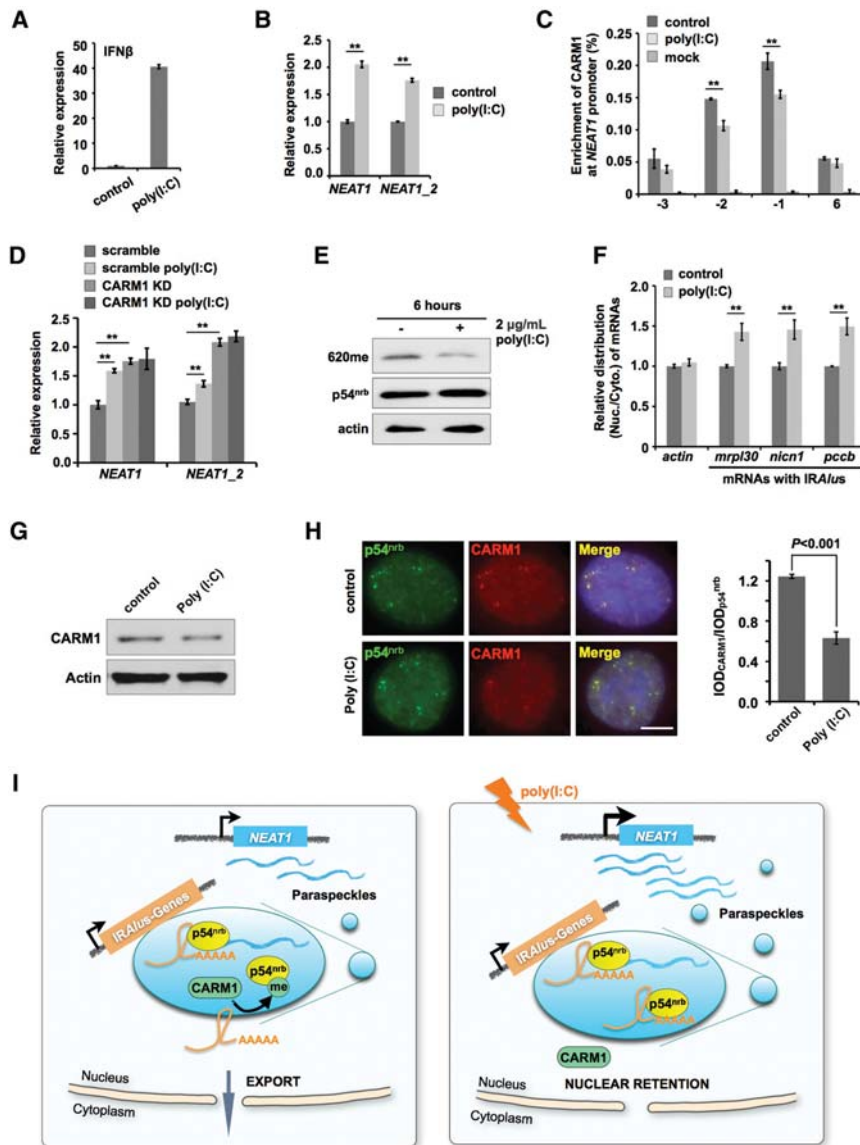 A
IFNβ
Relative expression
50
40
30
20
10
0
control
poly(I:C)
B
Relative expression
2.5
2.0
1.5
1.0
0.5
0.0
**
**
NEAT1
NEAT1_2
control
poly(I:C)
C
Enrichment of CARM1
at NEAT1 promoter (%)
0.25
0.20
0.15
0.10
0.05
0
control
poly(I:C)
mock
**
**
-3
-2
-1
6
D
scramble
scramble poly(I:C)
CARM1 KD
CARM1 KD poly(I:C)
Relative expression
2.5
2.0
1.5
1.0
0.5
0.0
**
**
**
**
NEAT1
NEAT1_2
E
6 hours
- +
2 µg/mL
poly(I:C)
620me
p54nrb
actin
F
control
poly(I:C)
Relative distribution
(Nuc./Cyto.) of mRNAs
2.0
1.5
1.0
0.5
0.0
**
**
**
actin
mrpl30
nicn1
pccb
mRNAs with IRAlus
G
control
Poly (I:C)
CARM1
Actin
H
p54nrb
CARM1
Merge
control
p54nrb
CARM1
Merge
Poly (I:C)
P<0.001
IODCARM1/IODp54nrb
1.2
0.9
0.6
0.3
0.0
control
Poly (I:C)
I
NEAT1
Paraspeckles
IRAlus-Genes
p54nrb
AAAAA
p54nrb
CARM1
me
AAAAA
Nucleus
EXPORT
Cytoplasm
poly(I:C)
NEAT1
Paraspeckles
IRAlus-Genes
p54nrb
AAAAA
p54nrb
AAAAA
CARM1
Nucleus
NUCLEAR RETENTION
Cytoplasm